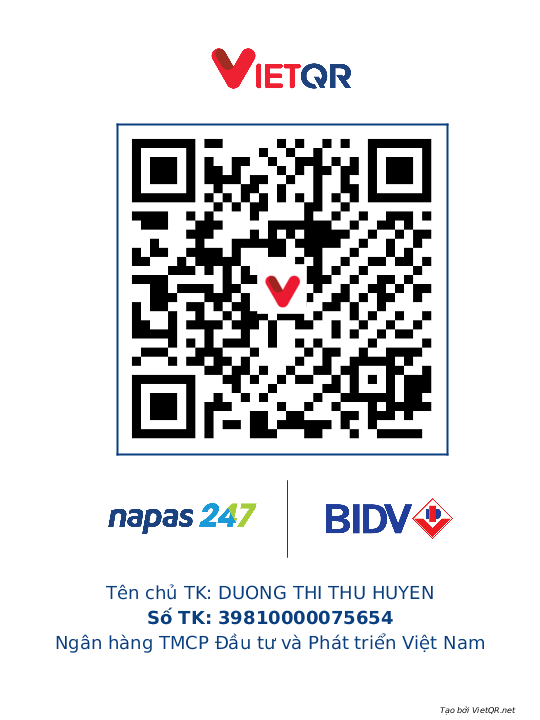 VIETQR
napas 247
BIDV
Tên chủ TK: DUONG THI THU HUYEN
Số TK: 39810000075654
Ngân hàng TMCP Đầu tư và Phát triển Việt Nam
Tạo bởi VietQR.net